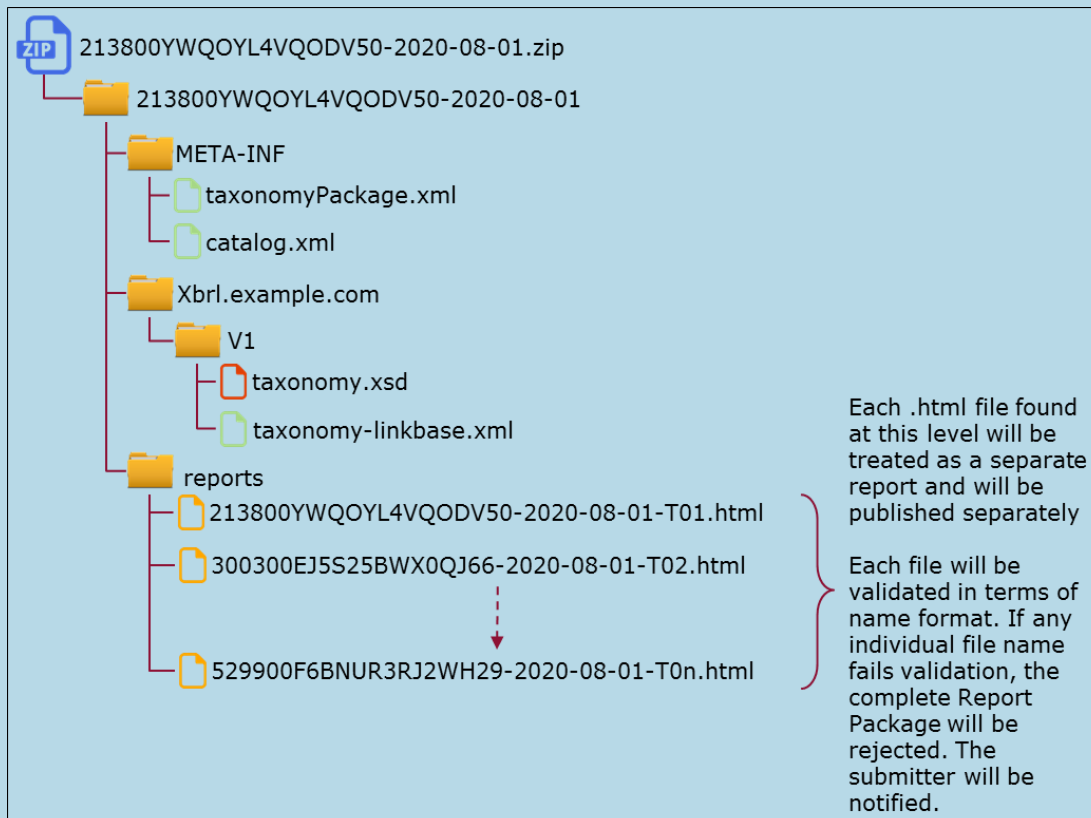 ZIP
213800YWQOYL4VQODV50-2020-08-01.zip
213800YWQOYL4VQODV50-2020-08-01
META-INF
taxonomyPackage.xml
catalog.xml
Xbrl.example.com
V1
taxonomy.xsd
taxonomy-linkbase.xml
reports
213800YWQOYL4VQODV50-2020-08-01-T01.html
300300EJ5S25BWX0QJ66-2020-08-01-T02.html
529900F6BNUR3RJ2WH29-2020-08-01-T0n.html
Each .html file found
at this level will be
treated as a separate
report and will be
published separately
Each file will be
validated in terms of
name format. If any
individual file name
fails validation, the
complete Report
Package will be
rejected. The
submitter will be
notified.